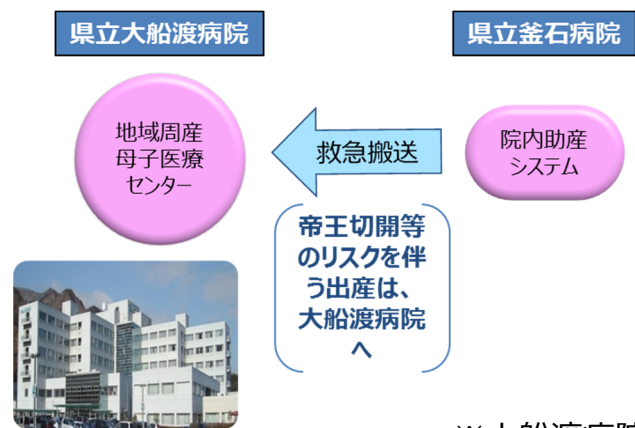 県立大船渡病院
県立釜石病院
地域周産
母子医療
センター
救急搬送
院内助産
システム
帝王切開等
のリスクを伴
う出産は、
大船渡病院
へ